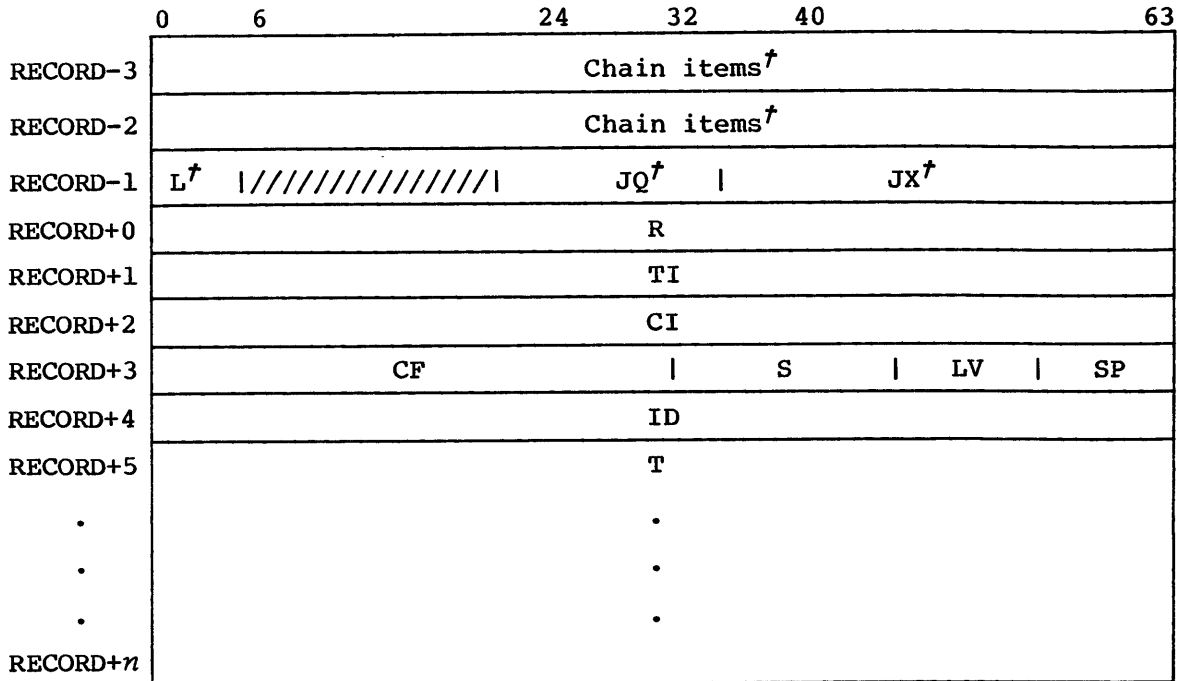 0 6 24 32 40 63
RECORD-3 Chain items†
RECORD-2 Chain items†
RECORD-1 L† |///////////////| JQ† | JX†
RECORD+0 R
RECORD+1 TI
RECORD+2 CI
RECORD+3 CF | S | LV | SP
RECORD+4 ID
RECORD+5 T
. .
. .
. .
RECORD+n